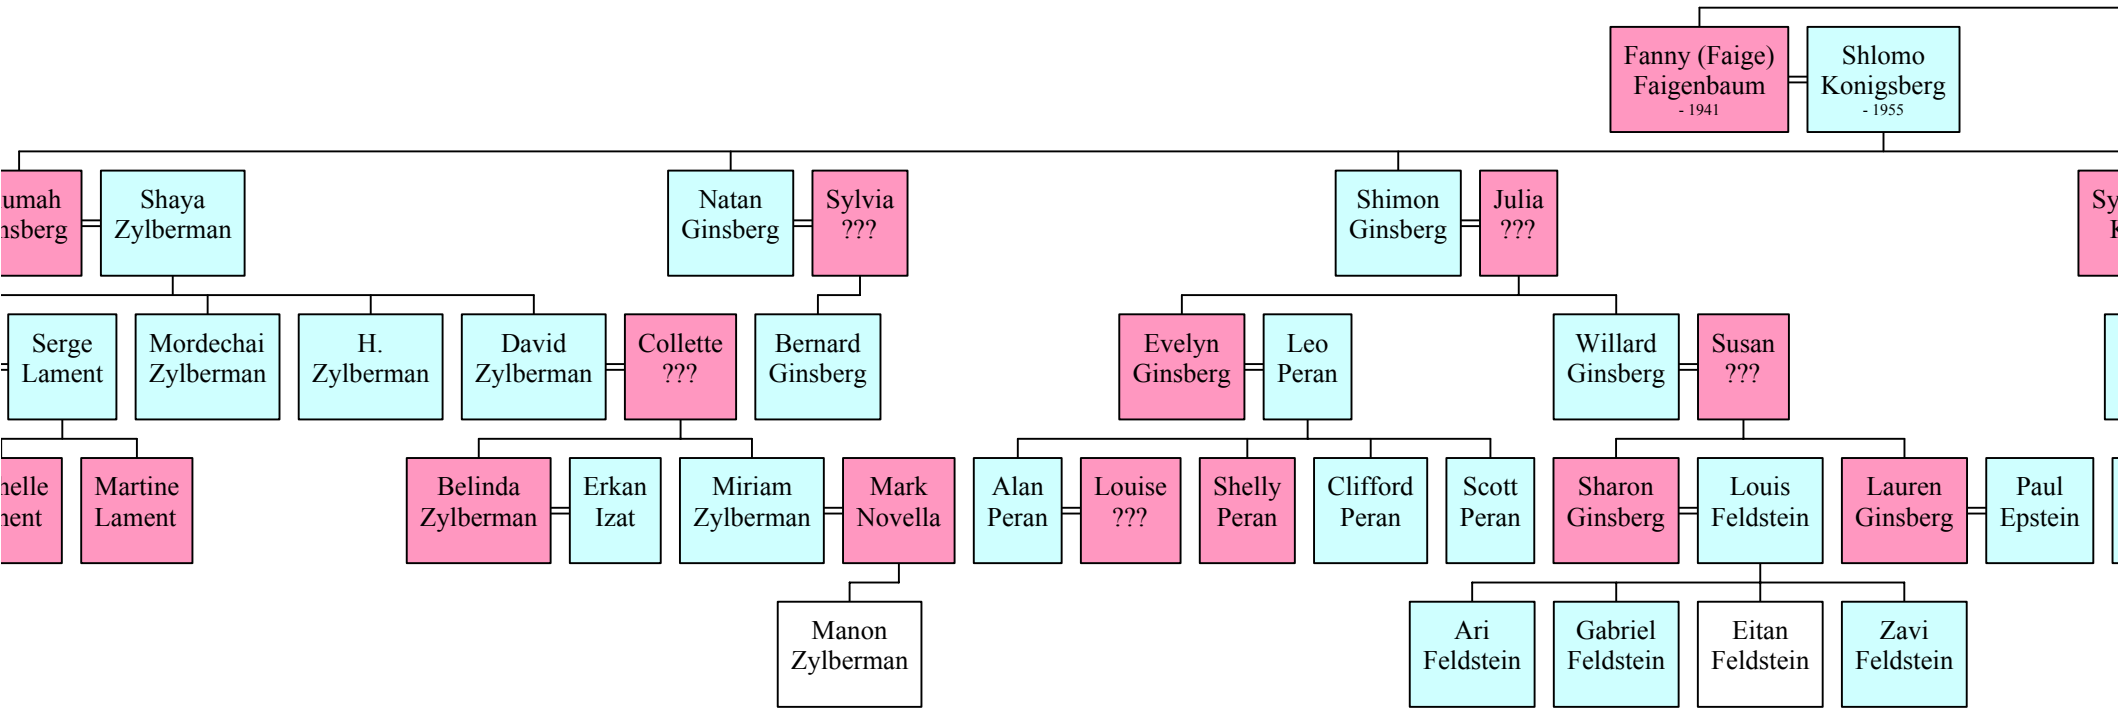 Fanny (Faige)
Faigenbaum
- 1941
Shlomo
Konigsberg
- 1955
Shaya
Zylberman
Natan
Ginsberg
Sylvia
???
Shimon
Ginsberg
Julia
???
Serge
Lament
Mordechai
Zylberman
H.
Zylberman
David
Zylberman
Collette
???
Bernard
Ginsberg
Evelyn
Ginsberg
Leo
Peran
Willard
Ginsberg
Susan
???
Martine
Lament
Belinda
Zylberman
Erkan
Izat
Miriam
Zylberman
Mark
Novella
Alan
Peran
Louise
???
Shelly
Peran
Clifford
Peran
Scott
Peran
Sharon
Ginsberg
Louis
Feldstein
Lauren
Ginsberg
Paul
Epstein
Manon
Zylberman
Ari
Feldstein
Gabriel
Feldstein
Eitan
Feldstein
Zavi
Feldstein